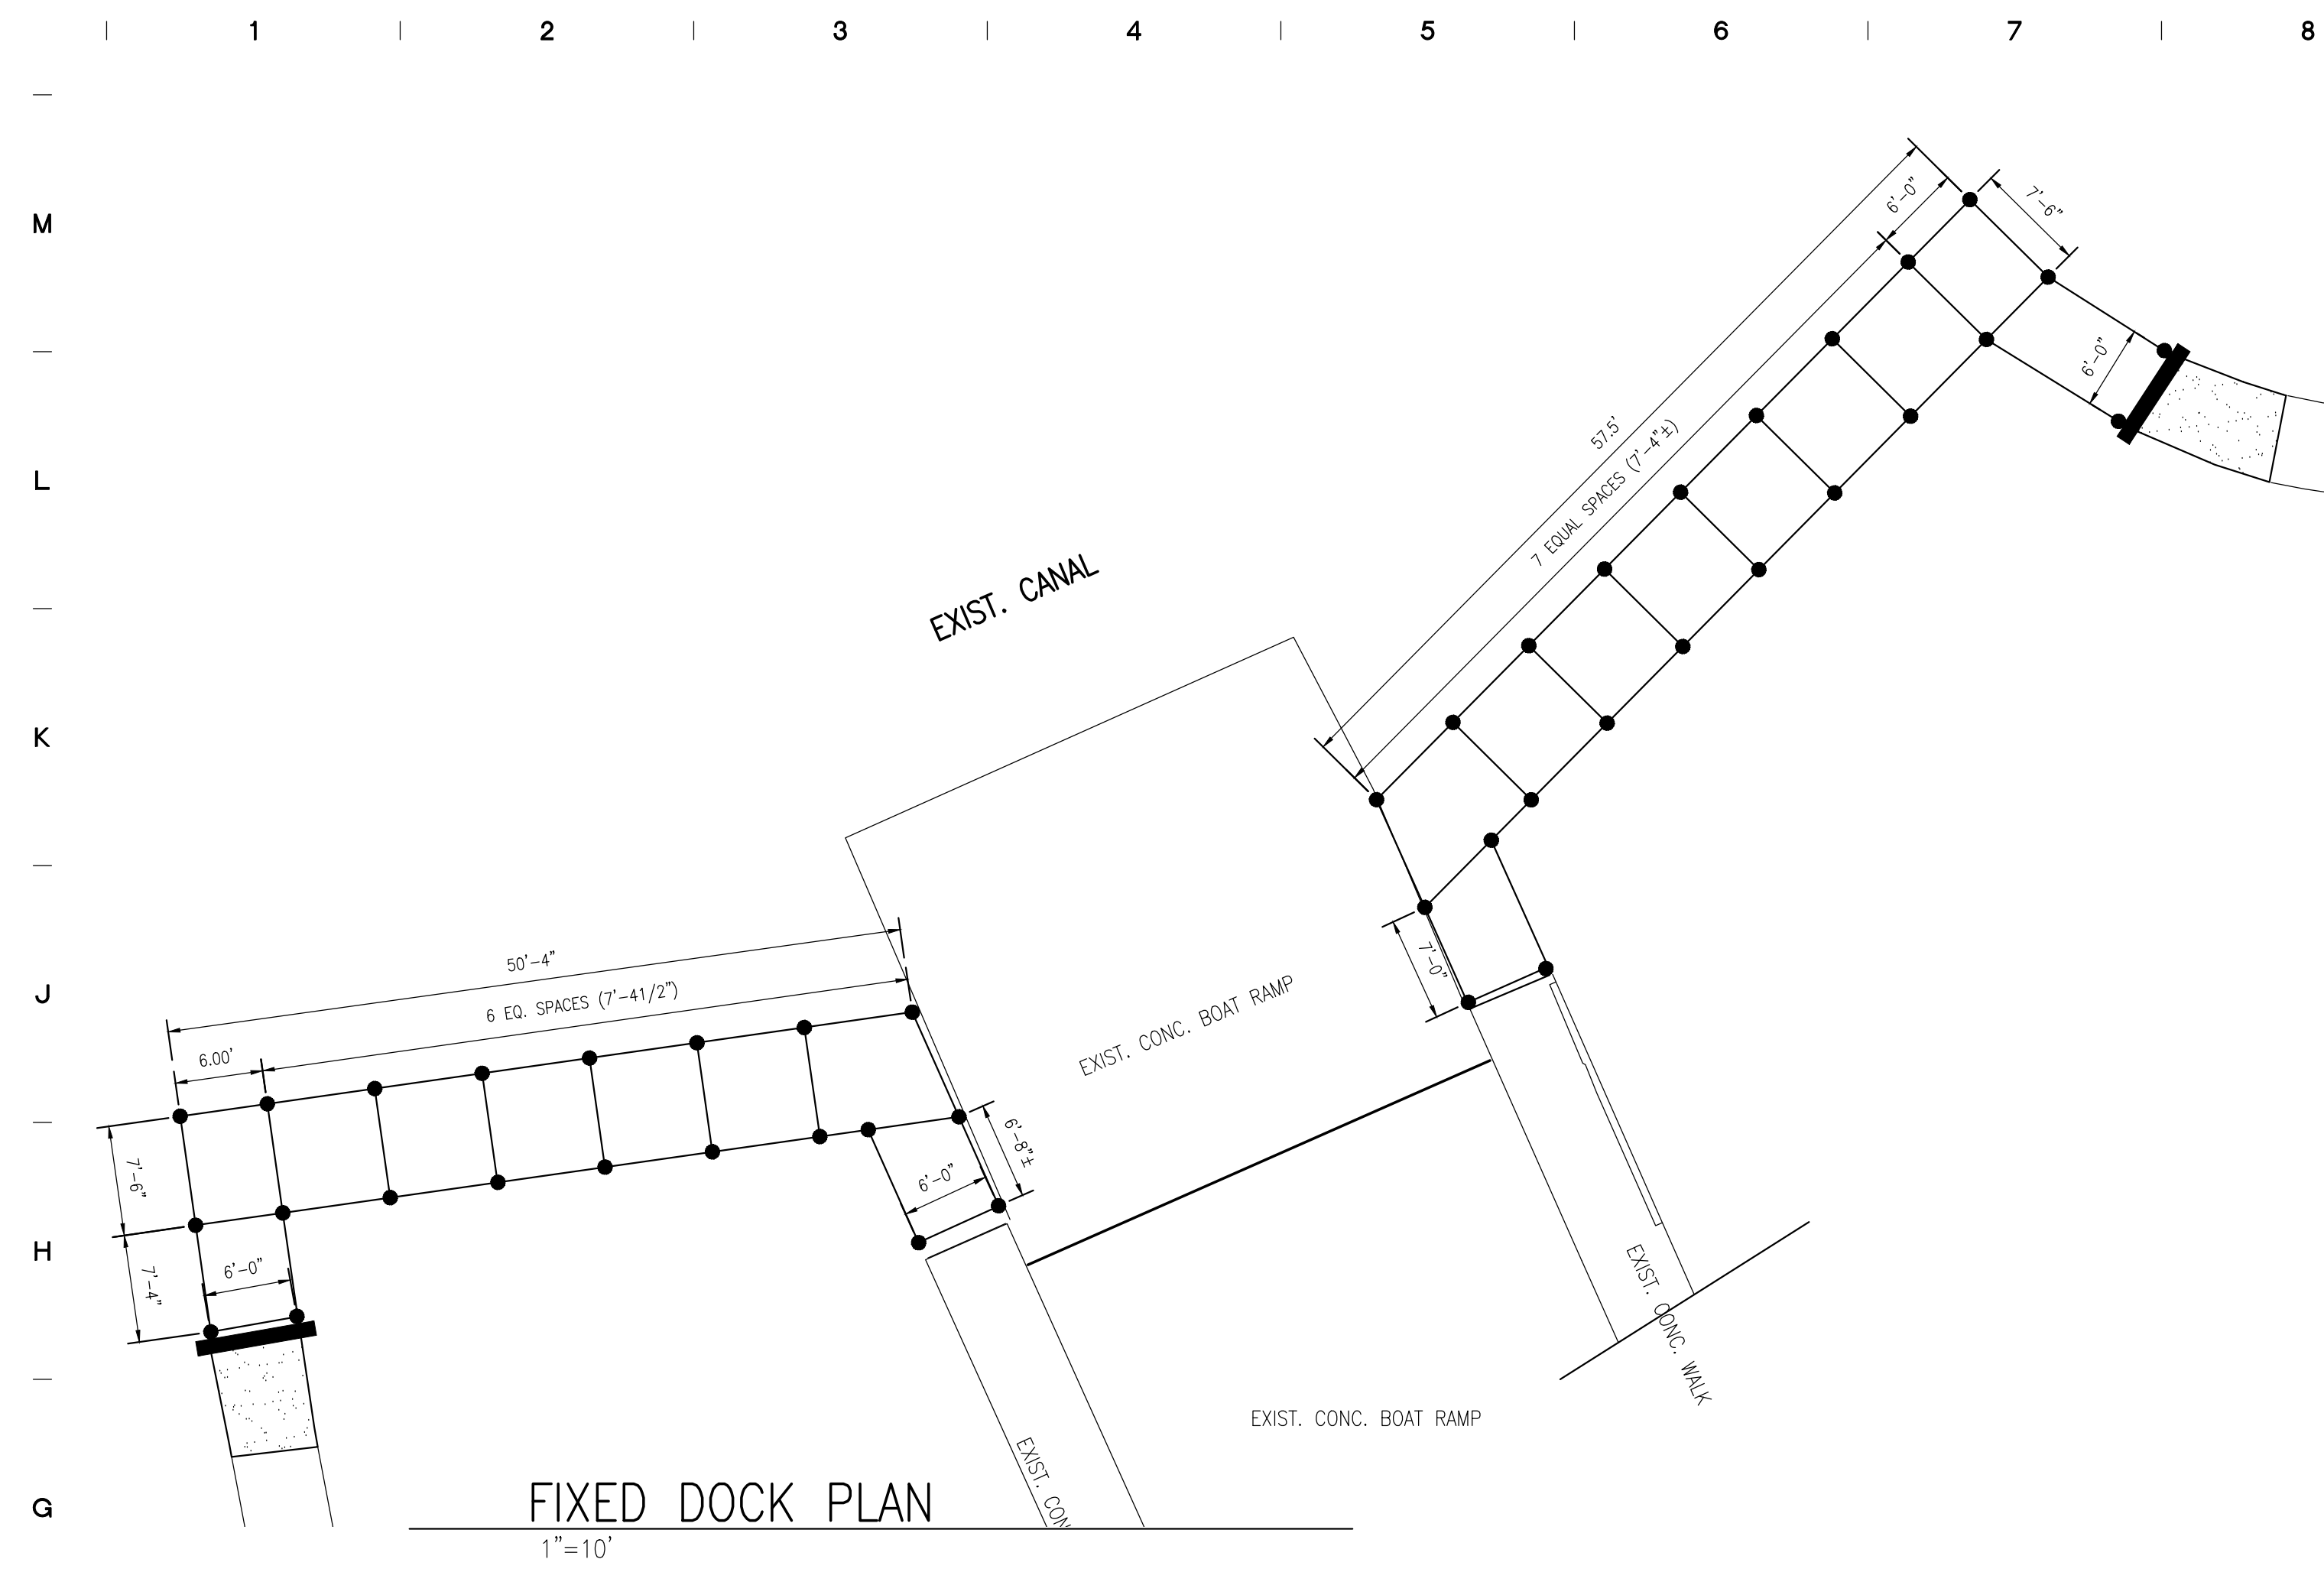 1 2 3 4 5 6 7 8
M
L
K
J
H
G
6'-0"
7'-6"
6'-0"
57.5'
7 EQUAL SPACES (7'-4"±)
EXIST. CANAL
50'-4"
6 EQ. SPACES (7'-41/2")
6.00'
7'-0"
EXIST. CONC. BOAT RAMP
6'-8"±
6'-0"
7'-6"
6'-0"
7'-4"
EXIST. CONC. WALK
EXIST. CONC. BOAT RAMP
EXIST. CON
FIXED DOCK PLAN
1"=10'